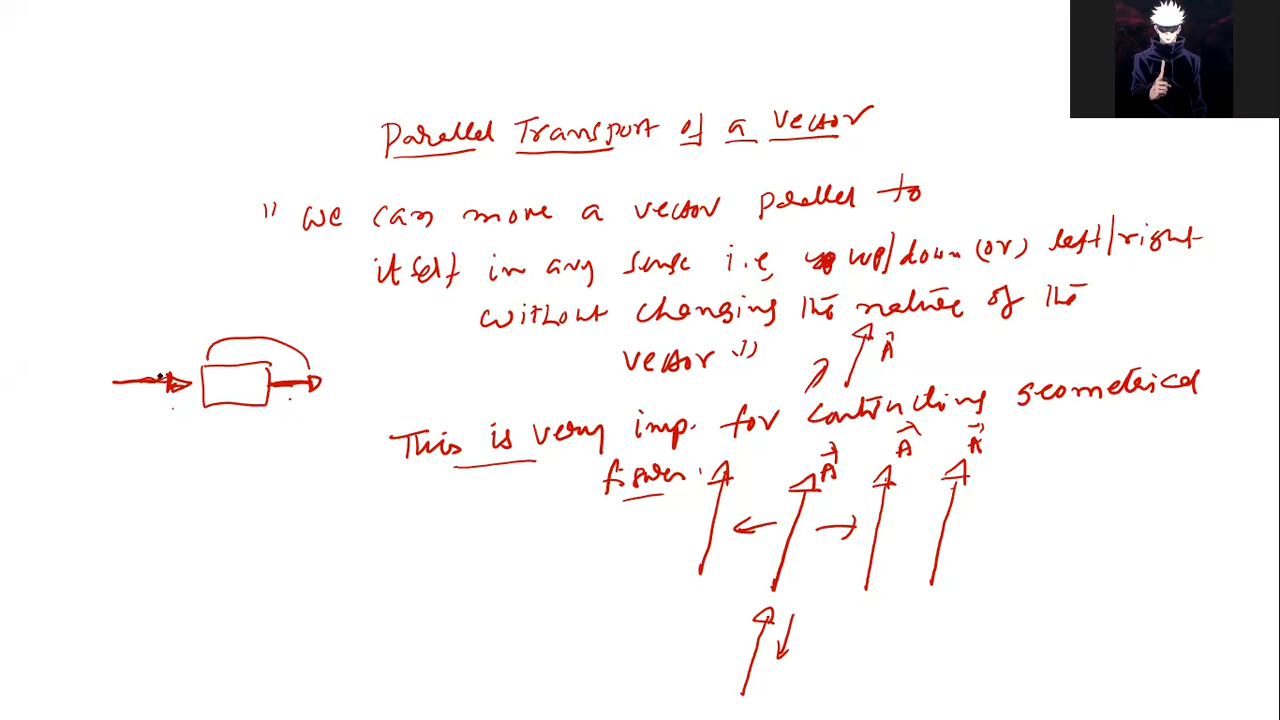 Parallel Transport of a vector
" we can move a vector parallel to
itself in any sense i.e, up/down (or) left/right
without changing the nature of the
vector "
A
This is very imp. for contructing geometrical
figures.
A
A
A